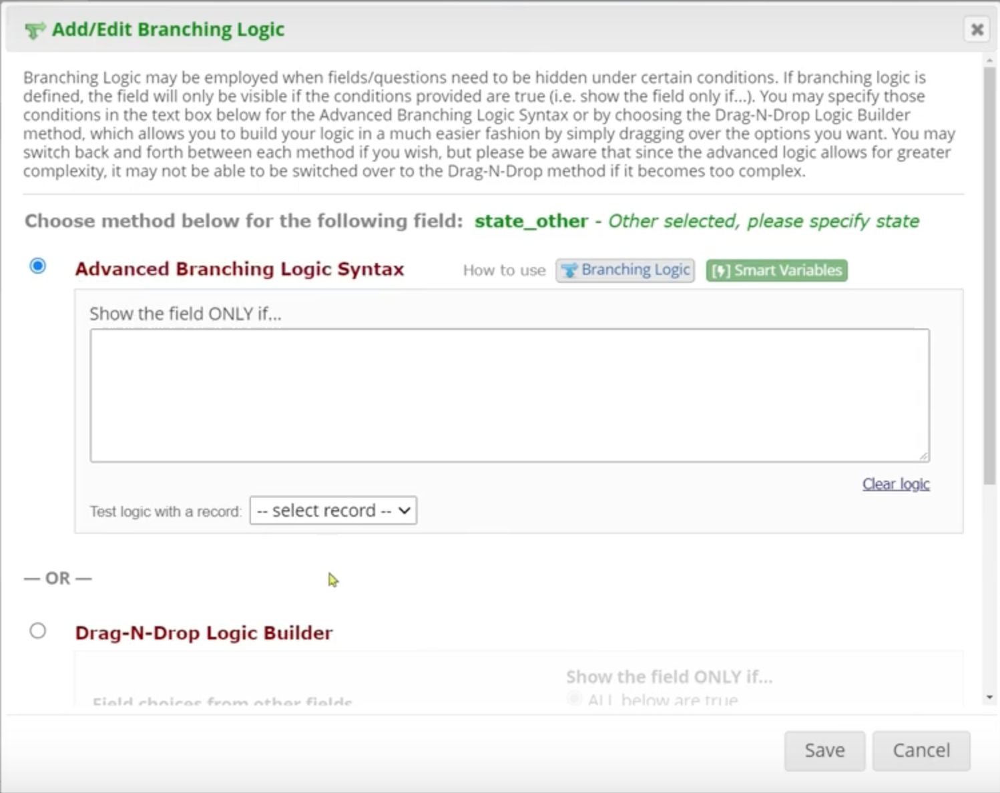 Add/Edit Branching Logic
Branching Logic may be employed when fields/questions need to be hidden under certain conditions. If branching logic is
defined, the field will only be visible if the conditions provided are true (i.e. show the field only if...). You may specify those
conditions in the text box below for the Advanced Branching Logic Syntax or by choosing the Drag-N-Drop Logic Builder
method, which allows you to build your logic in a much easier fashion by simply dragging over the options you want. You may
switch back and forth between each method if you wish, but please be aware that since the advanced logic allows for greater
complexity, it may not be able to be switched over to the Drag-N-Drop method if it becomes too complex.
Choose method below for the following field: state_other - Other selected, please specify state
Advanced Branching Logic Syntax How to use Branching Logic Smart Variables
Show the field ONLY if...
Clear logic
Test logic with a record: -- select record --
— OR —
Drag-N-Drop Logic Builder
Show the field ONLY if...
Field choices from other fields
ALL below are true
Save Cancel